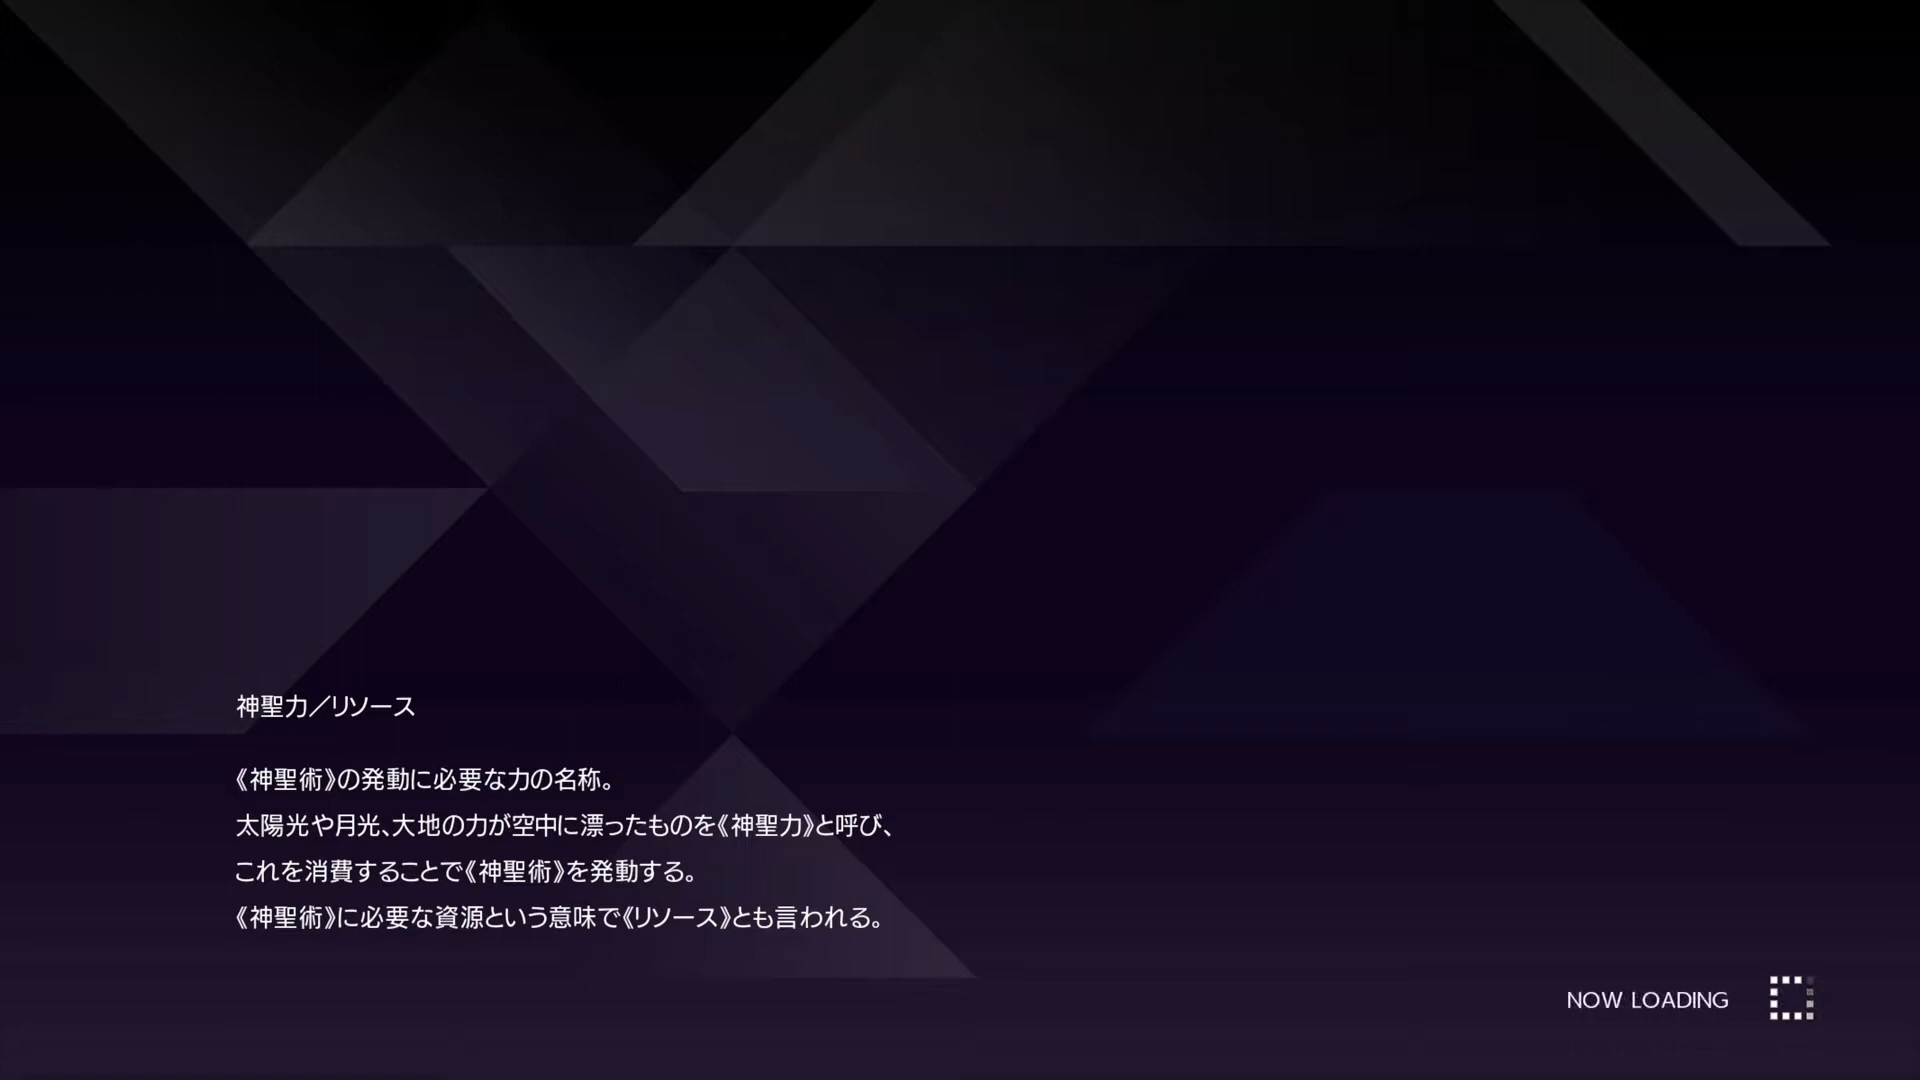 神聖力／リソース
《神聖術》の発動に必要な力の名称。
太陽光や月光、大地の力が空中に漂ったものを《神聖力》と呼び、
これを消費することで《神聖術》を発動する。
《神聖術》に必要な資源という意味で《リソース》とも言われる。
NOW LOADING